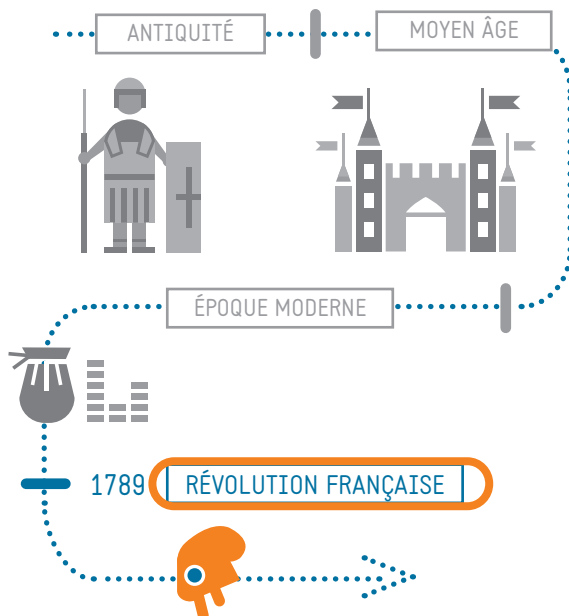 ANTIQUITÉ
MOYEN ÂGE
ÉPOQUE MODERNE
1789 RÉVOLUTION FRANÇAISE